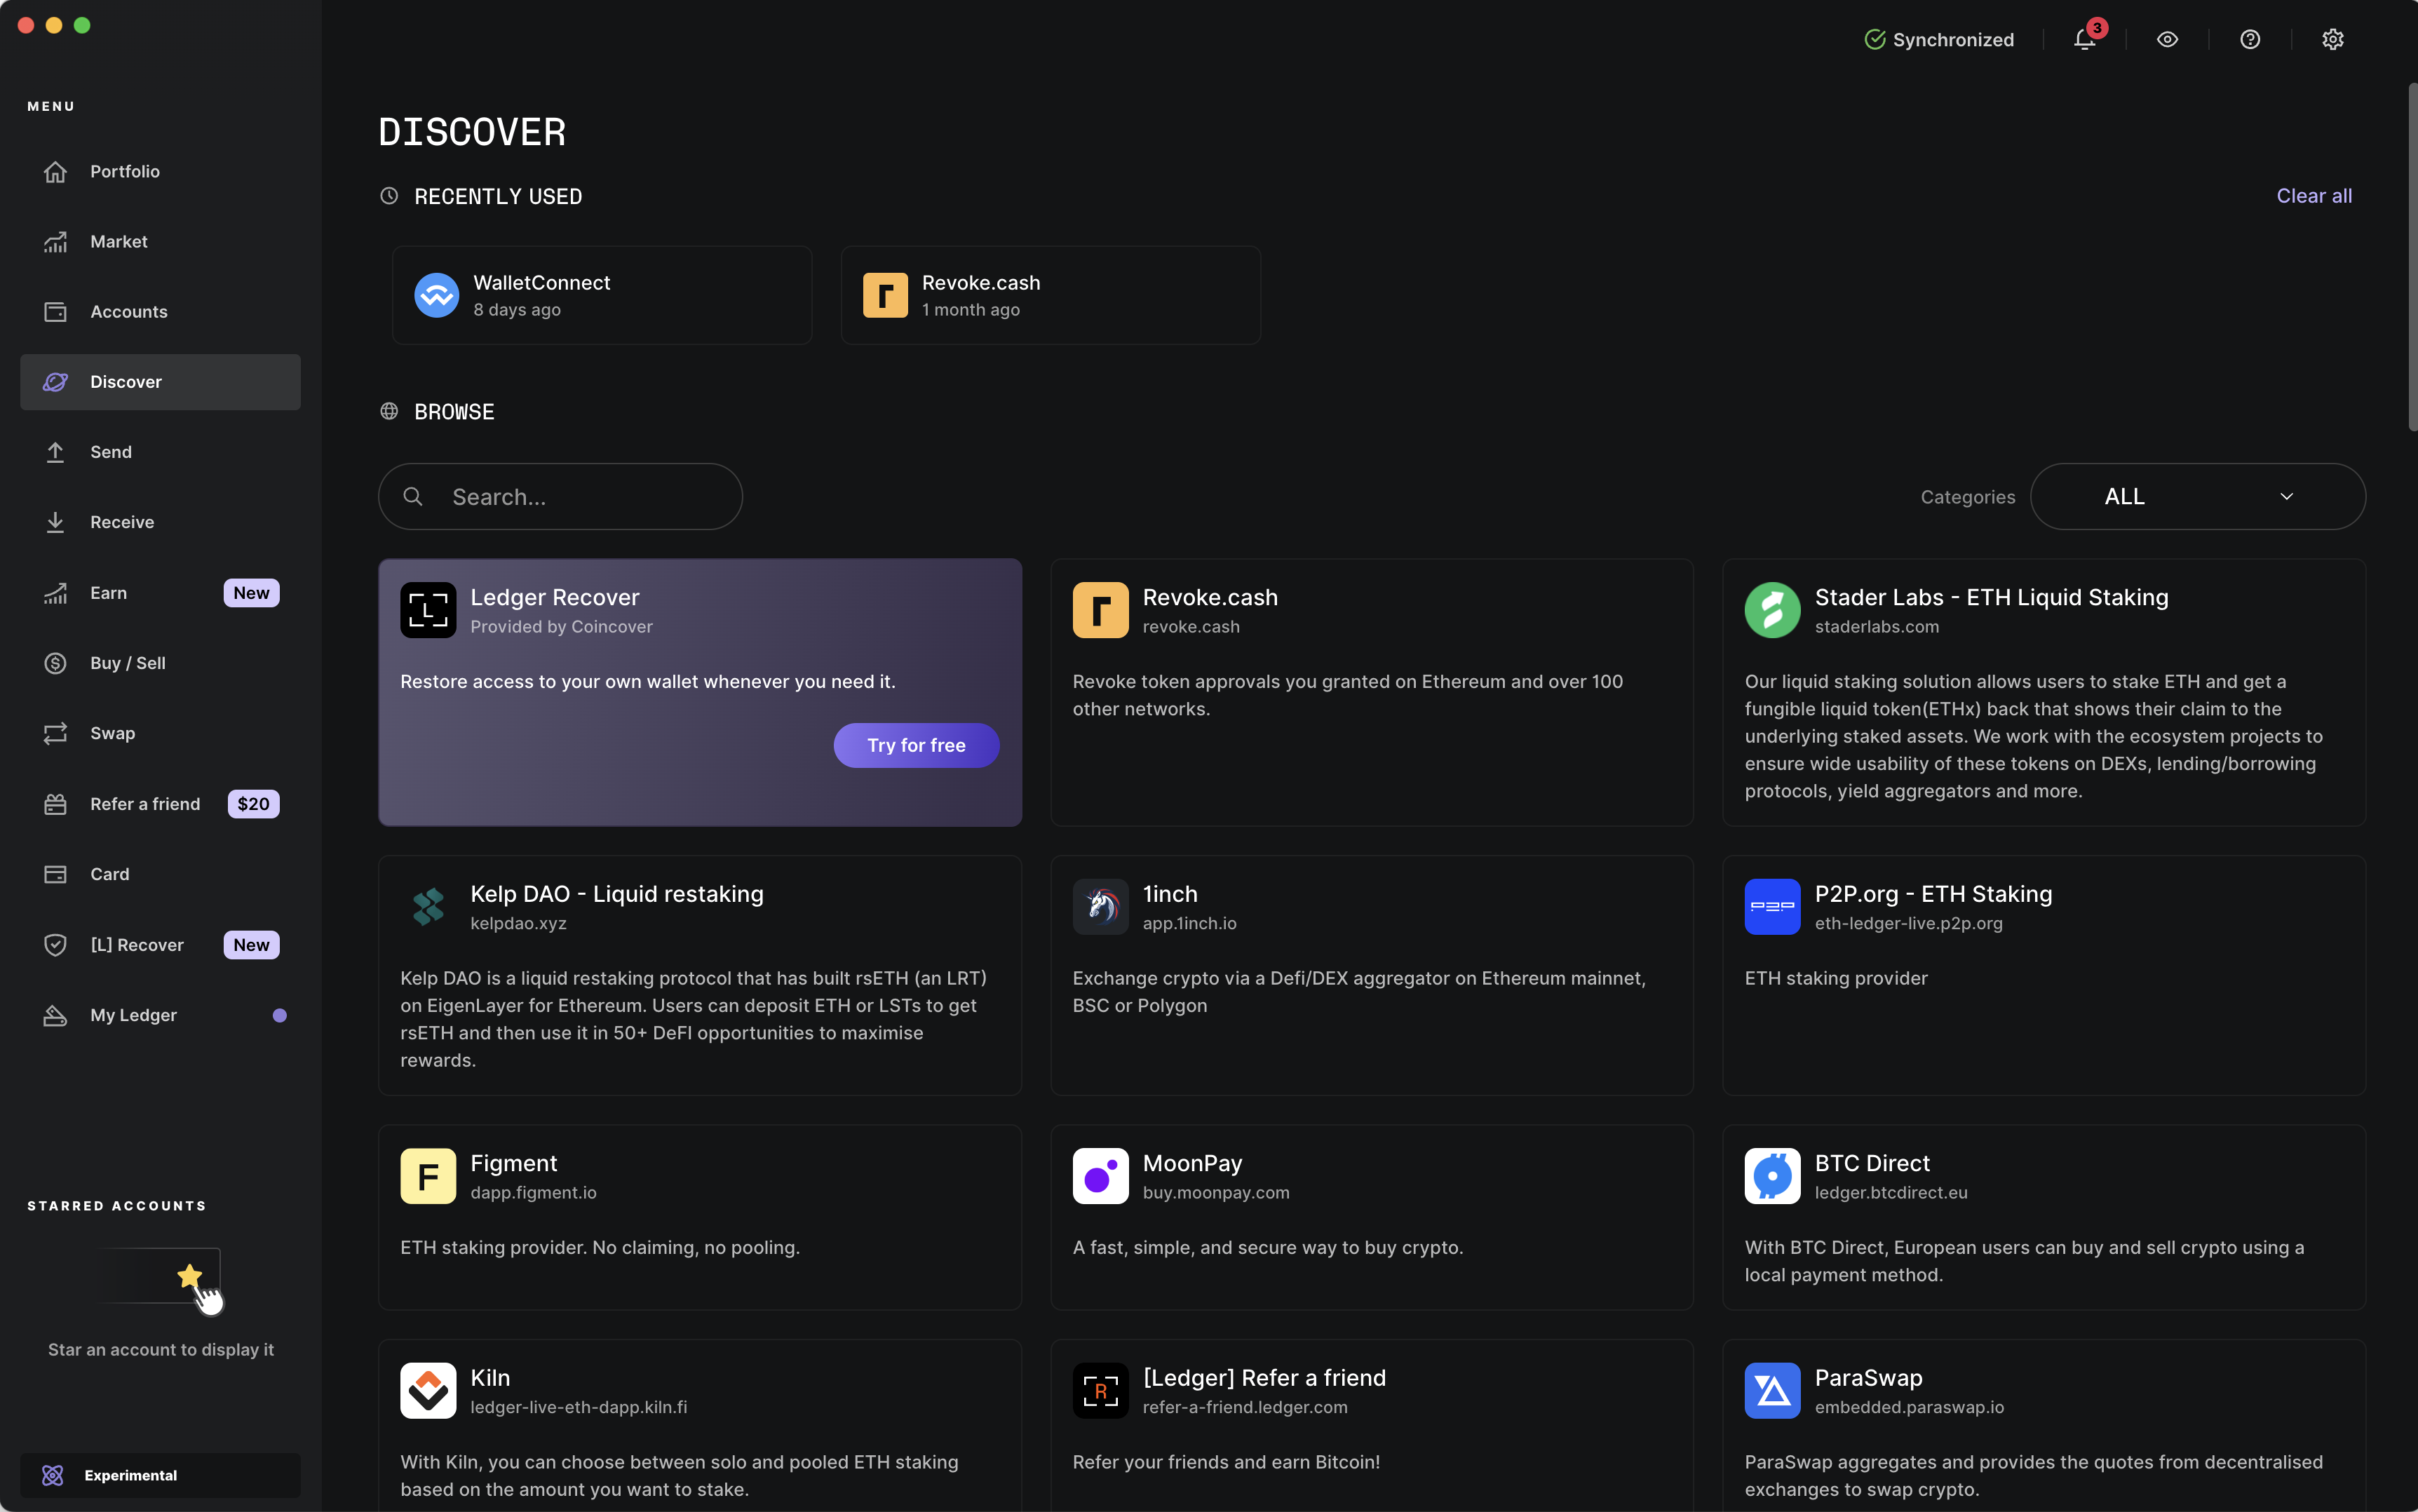 Synchronized
3
MENU
Portfolio
Market
Accounts
Discover
Send
Receive
Earn
New
Buy / Sell
Swap
Refer a friend
$20
Card
[L] Recover
New
My Ledger
STARRED ACCOUNTS
Star an account to display it
Experimental
DISCOVER
RECENTLY USED
Clear all
WalletConnect
8 days ago
Revoke.cash
1 month ago
BROWSE
Search...
Categories
ALL
L
Ledger Recover
Provided by Coincover
Restore access to your own wallet whenever you need it.
Try for free
r
Revoke.cash
revoke.cash
Revoke token approvals you granted on Ethereum and over 100
other networks.
Stader Labs - ETH Liquid Staking
staderlabs.com
Our liquid staking solution allows users to stake ETH and get a
fungible liquid token(ETHx) back that shows their claim to the
underlying staked assets. We work with the ecosystem projects to
ensure wide usability of these tokens on DEXs, lending/borrowing
protocols, yield aggregators and more.
Kelp DAO - Liquid restaking
kelpdao.xyz
Kelp DAO is a liquid restaking protocol that has built rsETH (an LRT)
on EigenLayer for Ethereum. Users can deposit ETH or LSTs to get
rsETH and then use it in 50+ DeFI opportunities to maximise
rewards.
1inch
app.1inch.io
Exchange crypto via a Defi/DEX aggregator on Ethereum mainnet,
BSC or Polygon
P2P
P2P.org - ETH Staking
eth-ledger-live.p2p.org
ETH staking provider
F
Figment
dapp.figment.io
ETH staking provider. No claiming, no pooling.
MoonPay
buy.moonpay.com
A fast, simple, and secure way to buy crypto.
BTC Direct
ledger.btcdirect.eu
With BTC Direct, European users can buy and sell crypto using a
local payment method.
Kiln
ledger-live-eth-dapp.kiln.fi
With Kiln, you can choose between solo and pooled ETH staking
based on the amount you want to stake.
R
[Ledger] Refer a friend
refer-a-friend.ledger.com
Refer your friends and earn Bitcoin!
ParaSwap
embedded.paraswap.io
ParaSwap aggregates and provides the quotes from decentralised
exchanges to swap crypto.